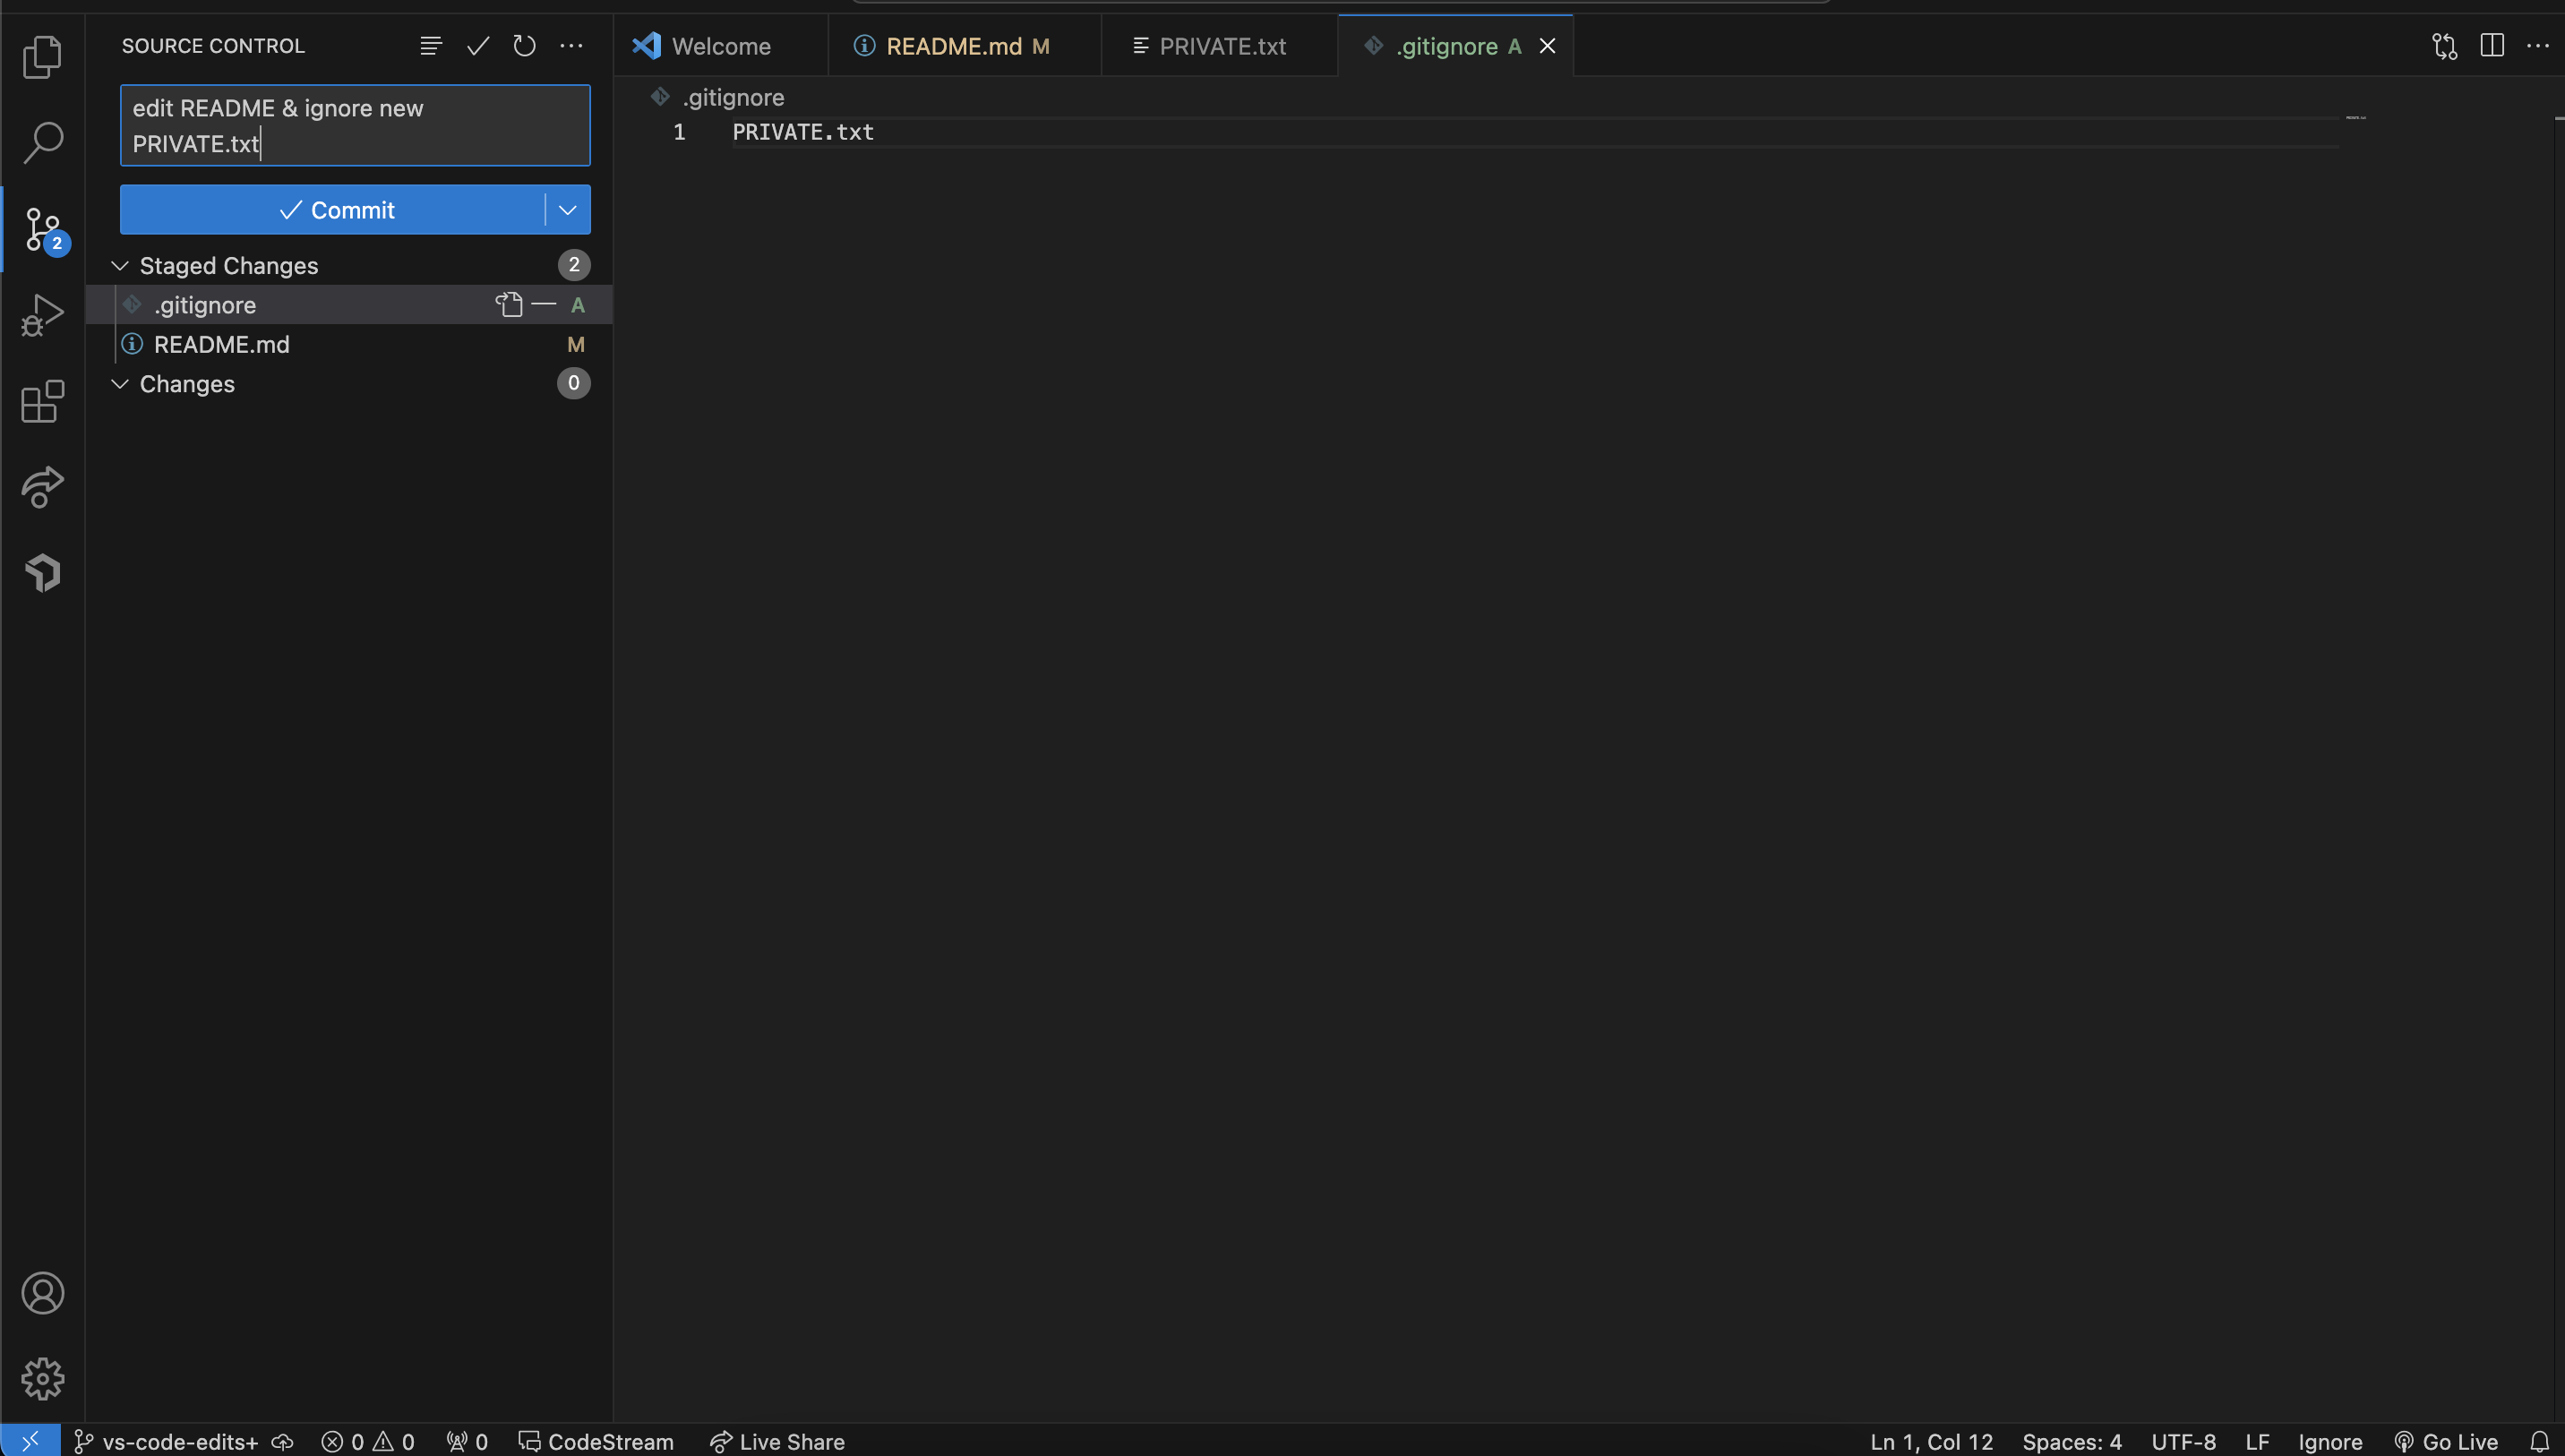 SOURCE CONTROL
edit README & ignore new
PRIVATE.txt
Commit
2
Staged Changes 2
.gitignore A
README.md M
Changes 0
Welcome README.md M PRIVATE.txt .gitignore A
.gitignore
1 PRIVATE.txt
vs-code-edits+ 0 0 0 CodeStream Live Share
Ln 1, Col 12 Spaces: 4 UTF-8 LF Ignore Go Live